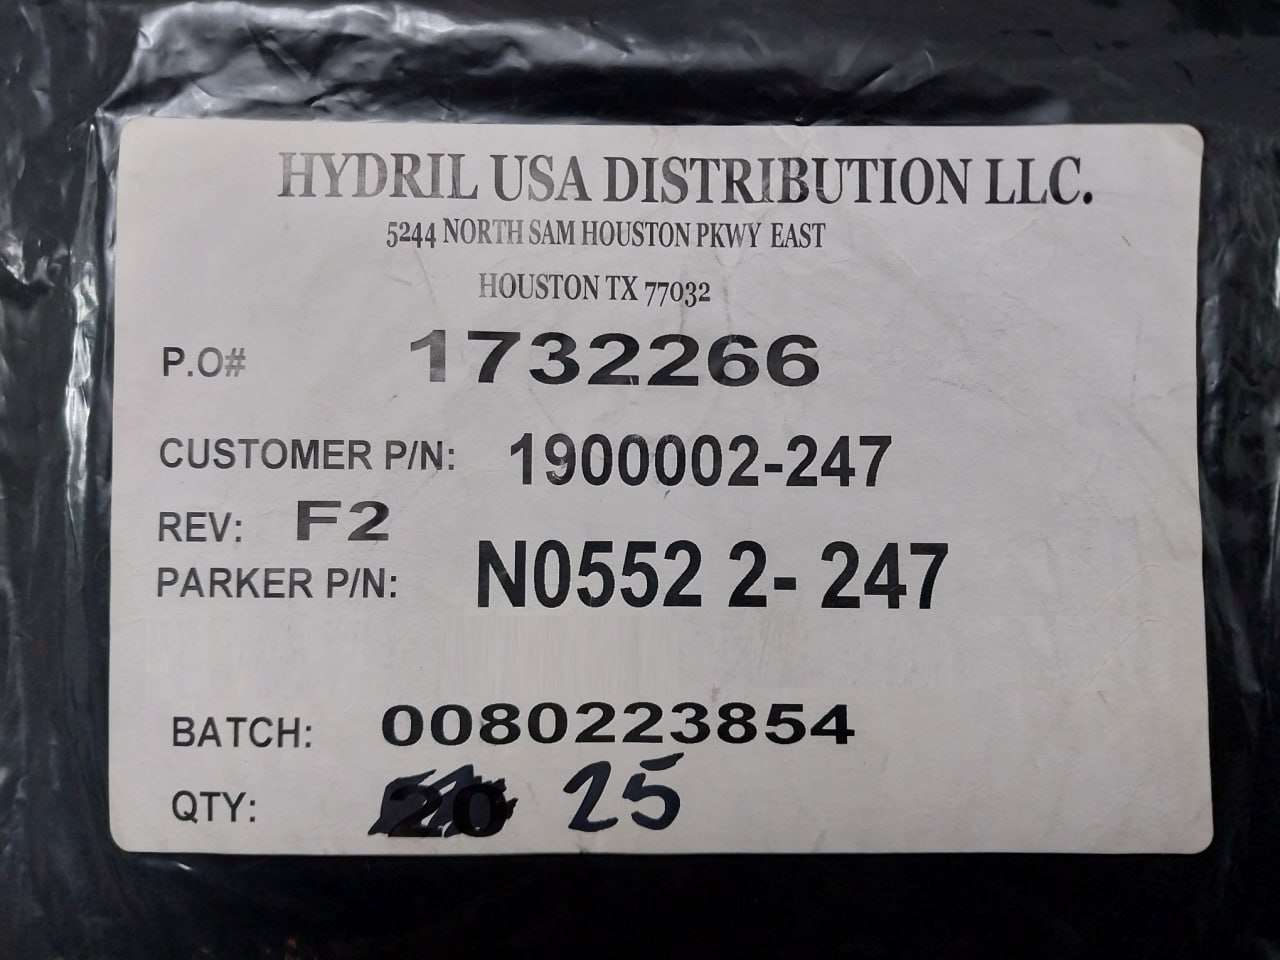 HYDRIL USA DISTRIBUTION LLC.
5244 NORTH SAM HOUSTON PKWY EAST
HOUSTON TX 77032
P.O# 1732266
CUSTOMER P/N: 1900002-247
REV: F2
PARKER P/N: N0552 2- 247
BATCH: 0080223854
QTY: 20 25